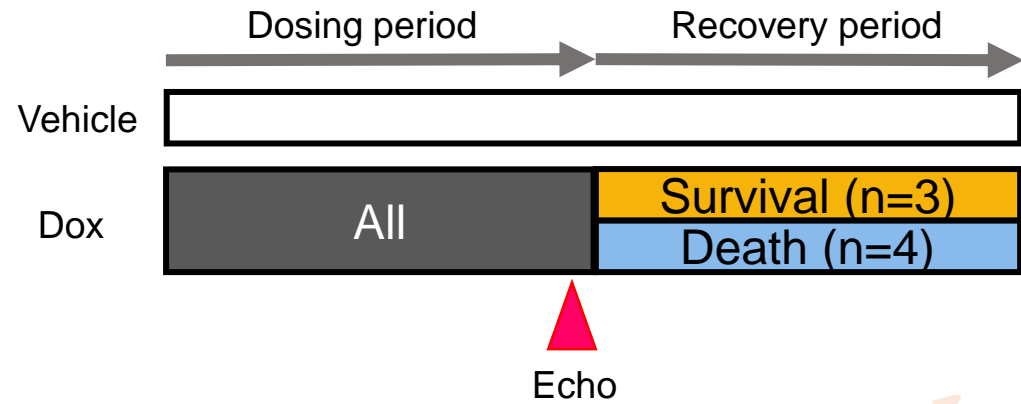 Dosing period
Recovery period
Vehicle
Dox
All
Survival (n=3)
Death (n=4)
Echo